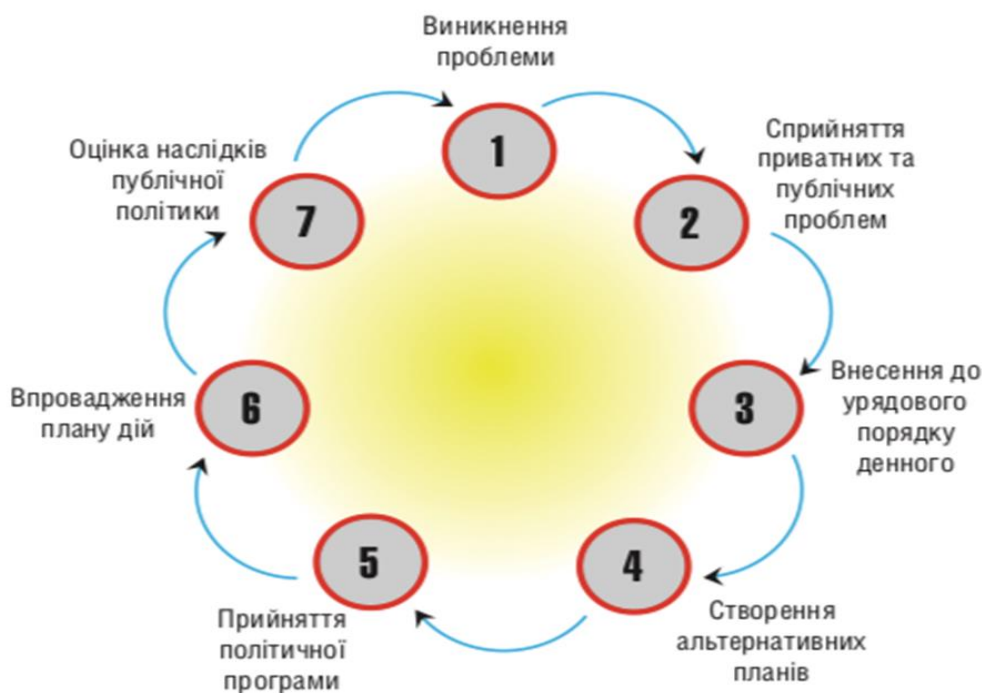 Виникнення
проблеми
1
Сприйняття
приватних та
публічних
проблем
2
Внесення до
урядового
порядку
денного
3
Створення
альтернативних
планів
4
Прийняття
політичної
програми
5
Впровадження
плану дій
6
Оцінка наслідків
публічної
політики
7